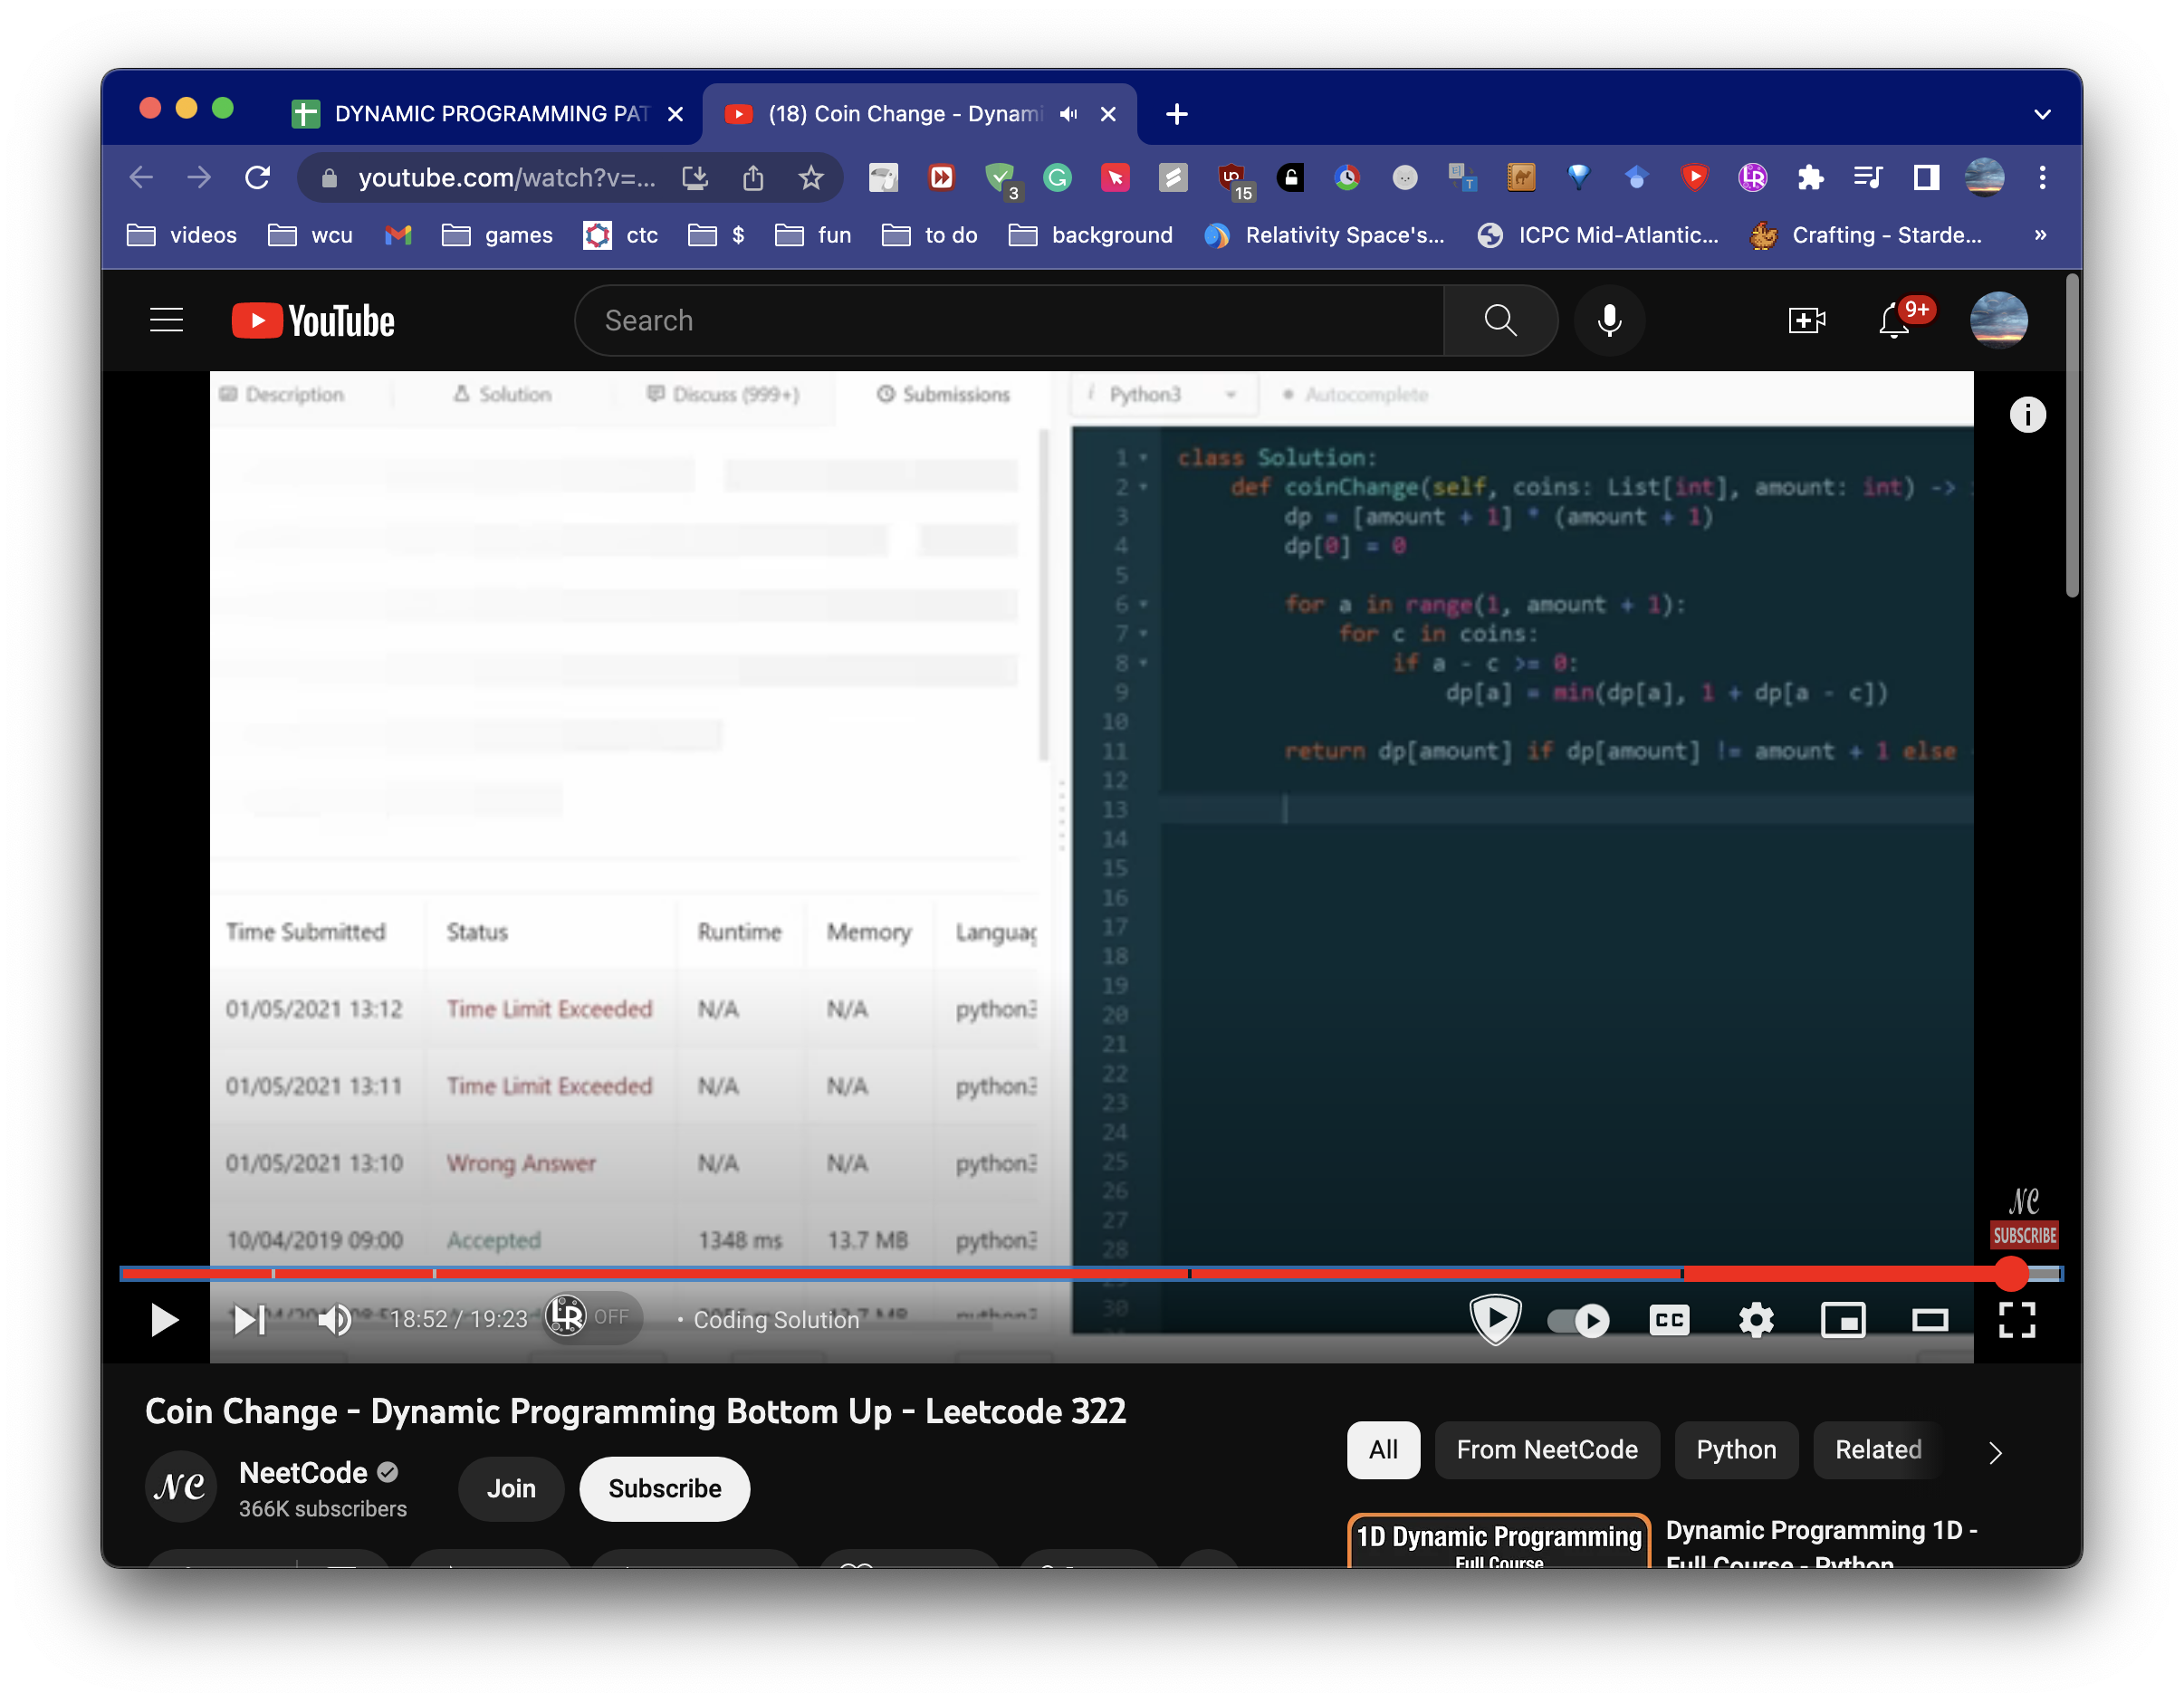 DYNAMIC PROGRAMMING PAT
(18) Coin Change - Dynami
youtube.com/watch?v=...
3
15
videos
wcu
games
ctc
$
fun
to do
background
Relativity Space's...
ICPC Mid-Atlantic...
Crafting - Starde...
»
YouTube
Search
9+
Description
Solution
Discuss (999+)
Submissions
i Python3
Autocomplete
1 class Solution:
2 def coinChange(self, coins: List[int], amount: int) ->
3 dp = [amount + 1] * (amount + 1)
4 dp[0] = 0
5
6 for a in range(1, amount + 1):
7 for c in coins:
8 if a - c >= 0:
9 dp[a] = min(dp[a], 1 + dp[a - c])
10
11 return dp[amount] if dp[amount] != amount + 1 else
12
13
14
15
16
17
18
19
20
21
22
23
24
25
26
27
28
30
Time Submitted Status Runtime Memory Languag
01/05/2021 13:12 Time Limit Exceeded N/A N/A python3
01/05/2021 13:11 Time Limit Exceeded N/A N/A python3
01/05/2021 13:10 Wrong Answer N/A N/A python3
10/04/2019 09:00 Accepted 1348 ms 13.7 MB python3
NC
SUBSCRIBE
18:52 / 19:23
LR OFF
• Coding Solution
CC
Coin Change - Dynamic Programming Bottom Up - Leetcode 322
NC
NeetCode
366K subscribers
Join
Subscribe
All
From NeetCode
Python
Related
1D Dynamic Programming
Full Course
Dynamic Programming 1D -
Full Course - Python